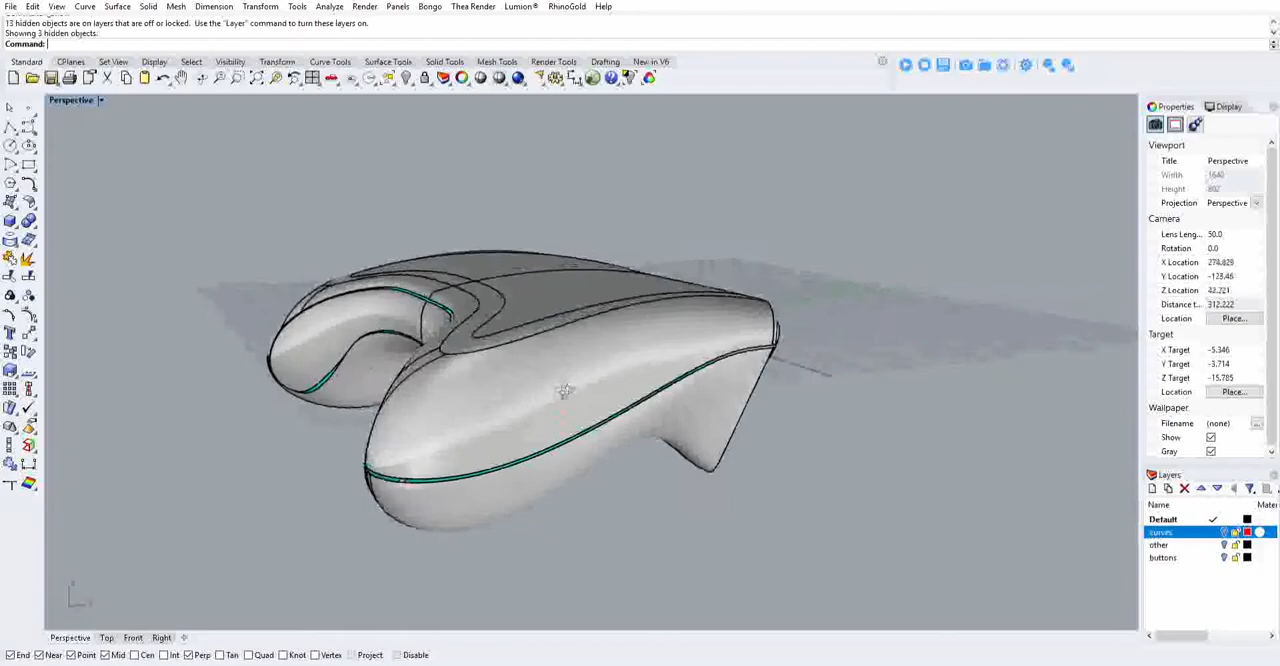 File Edit View Curve Surface Solid Mesh Dimension Transform Tools Analyze Render Panels Bongo Thea Render Lumion® RhinoGold Help
13 hidden objects are on layers that are off or locked. Use the "Layer" command to turn these layers on.
Showing 3 hidden objects.
Command:
Standard CPlanes Set View Display Select Viewport Layout Visibility Transform Curve Tools Surface Tools Solid Tools Mesh Tools Render Tools Drafting New in V6
Perspective
Properties Display
Viewport
Title Perspective
Width 1640
Height 802
Projection Perspective
Camera
Lens Leng... 50.0
Rotation 0.0
X Location 274.829
Y Location -123.46
Z Location 42.221
Distance t... 312.222
Location Place...
Target
X Target -5.346
Y Target -3.714
Z Target -15.785
Location Place...
Wallpaper
Filename (none)
Show
Gray
Layers
Name Mater
Default
curves
other
buttons
Perspective Top Front Right
End Near Point Mid Cen Int Perp Tan Quad Knot Vertex Project Disable